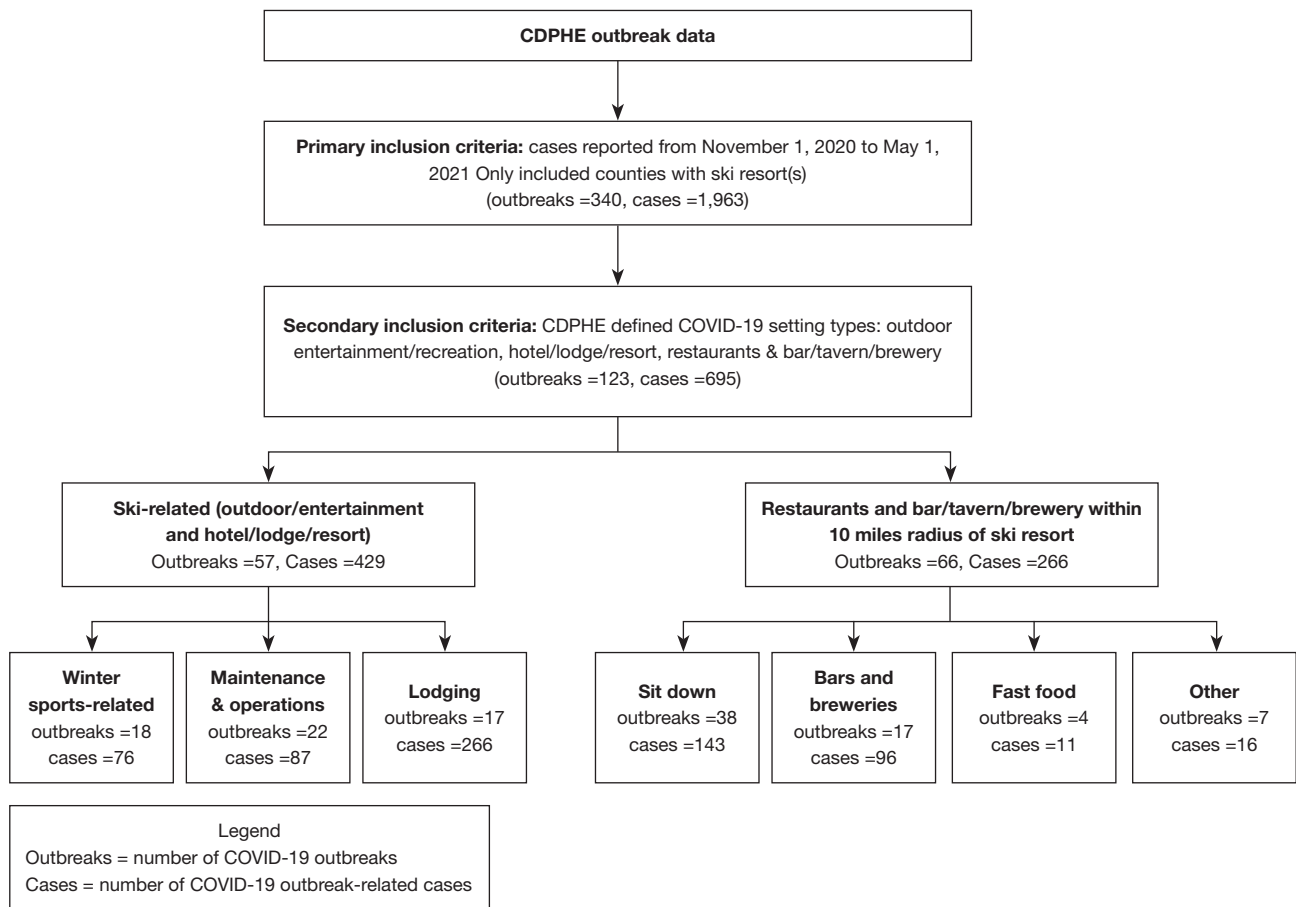 CDPHE outbreak data
Primary inclusion criteria: cases reported from November 1, 2020 to May 1,
2021 Only included counties with ski resort(s)
(outbreaks =340, cases =1,963)
Secondary inclusion criteria: CDPHE defined COVID-19 setting types: outdoor
entertainment/recreation, hotel/lodge/resort, restaurants & bar/tavern/brewery
(outbreaks =123, cases =695)
Ski-related (outdoor/entertainment
and hotel/lodge/resort)
Outbreaks =57, Cases =429
Restaurants and bar/tavern/brewery within
10 miles radius of ski resort
Outbreaks =66, Cases =266
Winter
sports-related
outbreaks =18
cases =76
Maintenance
& operations
outbreaks =22
cases =87
Lodging
outbreaks =17
cases =266
Sit down
outbreaks =38
cases =143
Bars and
breweries
outbreaks =17
cases =96
Fast food
outbreaks =4
cases =11
Other
outbreaks =7
cases =16
Legend
Outbreaks = number of COVID-19 outbreaks
Cases = number of COVID-19 outbreak-related cases